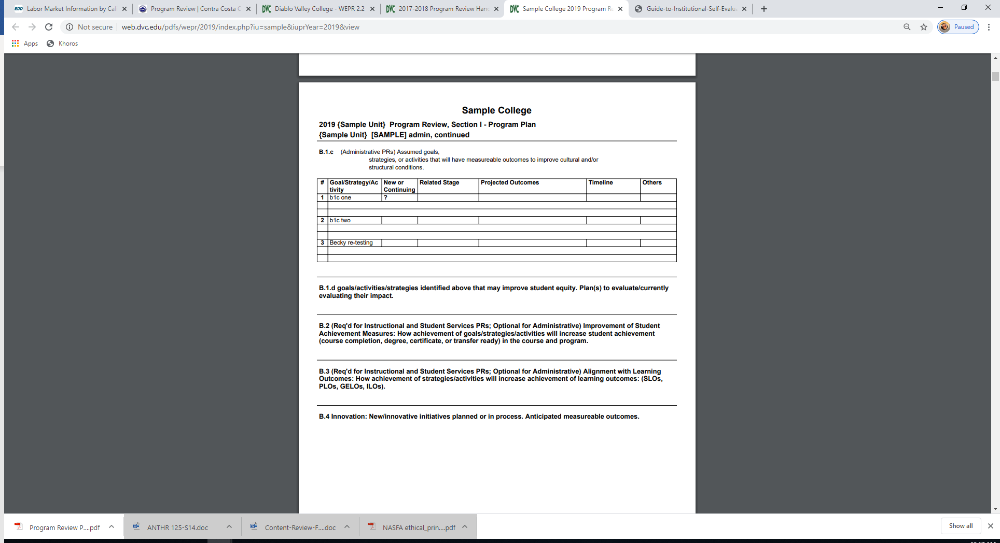 EDD Labor Market Information by Cal
Program Review | Contra Costa C
DVC Diablo Valley College - WEPR 2.2
DVC 2017-2018 Program Review Hand
DVC Sample College 2019 Program Re
Guide-to-Institutional-Self-Evalua
Not secure | web.dvc.edu/pdfs/wepr/2019/index.php?iu=sample&iuprYear=2019&view
Paused
Apps Khoros
Sample College
2019 {Sample Unit} Program Review, Section I - Program Plan
{Sample Unit} [SAMPLE] admin, continued
B.1.c (Administrative PRs) Assumed goals,
strategies, or activities that will have measureable outcomes to improve cultural and/or
structural conditions.
# Goal/Strategy/Ac New or Related Stage Projected Outcomes Timeline Others
tivity Continuing
1 b1c one ?
2 b1c two
3 Becky re-testing
B.1.d goals/activities/strategies identified above that may improve student equity. Plan(s) to evaluate/currently
evaluating their impact.
B.2 (Req'd for Instructional and Student Services PRs; Optional for Administrative) Improvement of Student
Achievement Measures: How achievement of goals/strategies/activities will increase student achievement
(course completion, degree, certificate, or transfer ready) in the course and program.
B.3 (Req'd for Instructional and Student Services PRs; Optional for Administrative) Alignment with Learning
Outcomes: How achievement of strategies/activities will increase achievement of learning outcomes: (SLOs,
PLOs, GELOs, ILOs).
B.4 Innovation: New/innovative initiatives planned or in process. Anticipated measureable outcomes.
Program Review P....pdf
ANTHR 125-S14.doc
Content-Review-F....doc
NASFA ethical_prin....pdf
Show all